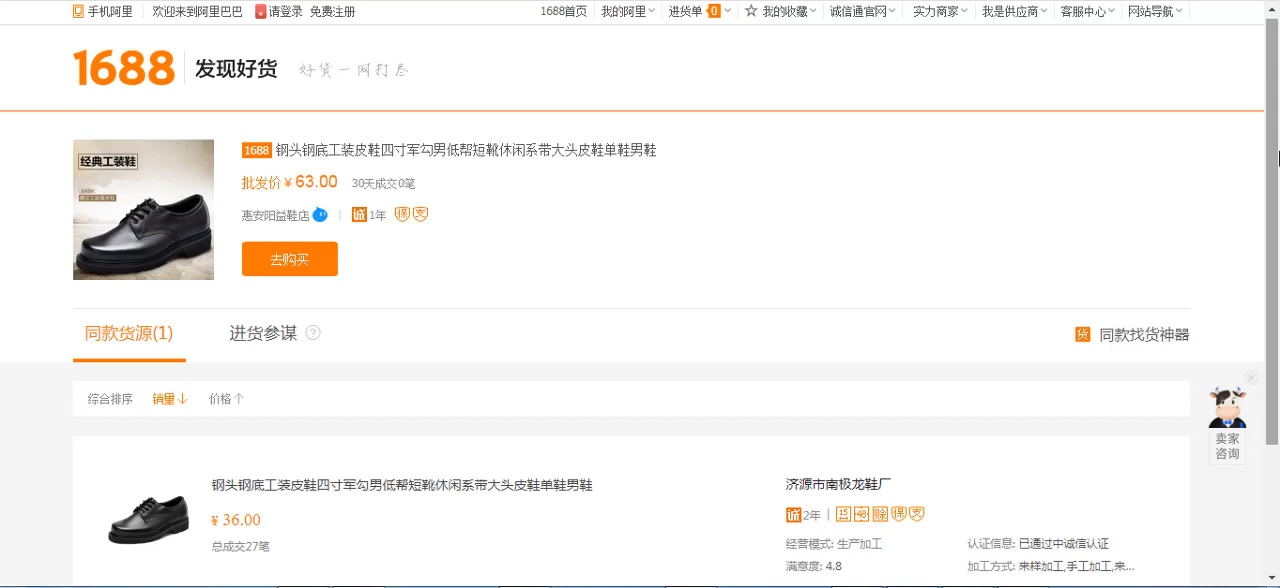 手机阿里 欢迎来到阿里巴巴 请登录 免费注册 1688首页 我的阿里 进货单 0 我的收藏 诚信通官网 实力商家 我是供应商 客服中心 网站导航
1688 发现好货 好货一网打尽
经典工装鞋
1688 钢头钢底工装皮鞋四寸军勾男低帮短靴休闲系带大头皮鞋单鞋男鞋
批发价¥63.00 30天成交0笔
惠安阳益鞋店 诚 1年 保 支
去购买
同款货源(1) 进货参谋 ? 货 同款找货神器
综合排序 销量↓ 价格↑
卖家
咨询
钢头钢底工装皮鞋四寸军勾男低帮短靴休闲系带大头皮鞋单鞋男鞋 济源市南极龙鞋厂
¥ 36.00 诚 2年 15 48 赊 保 支
总成交27笔 经营模式: 生产加工 认证信息: 已通过中诚信认证
满意度: 4.8 加工方式: 来样加工,手工加工,来...